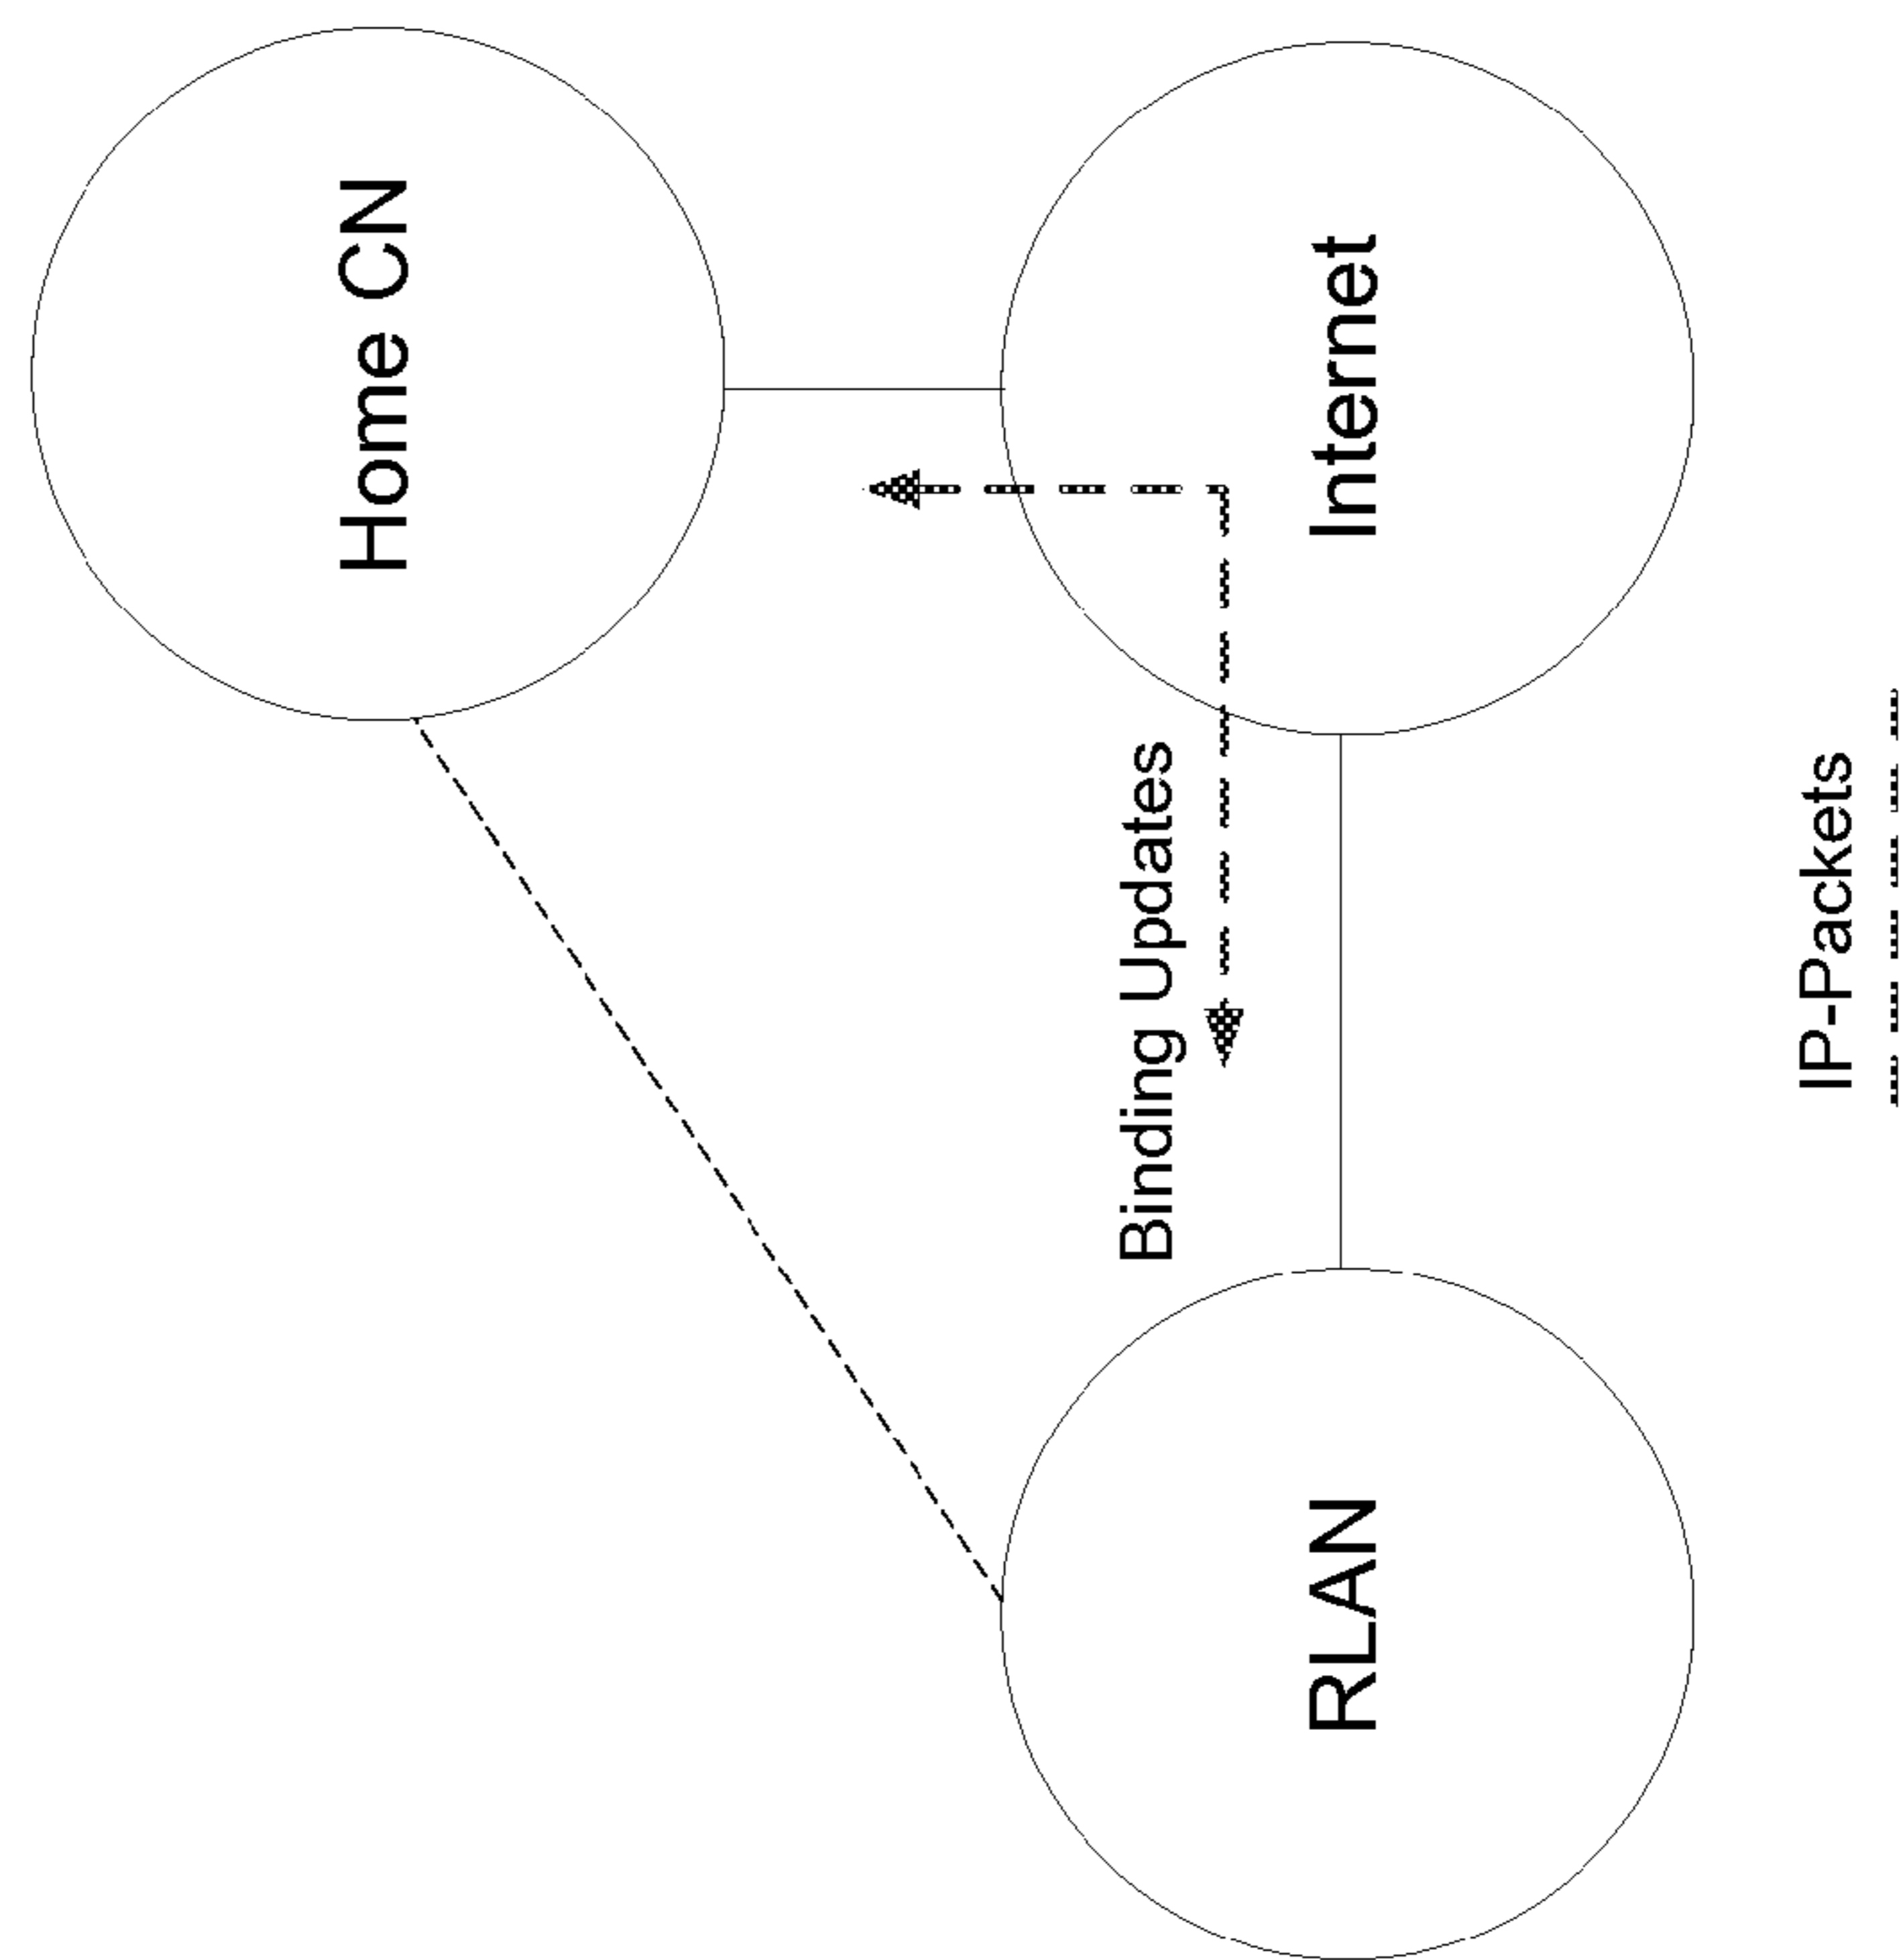 Home CN
Binding Updates
RLAN
Internet
IP-Packets